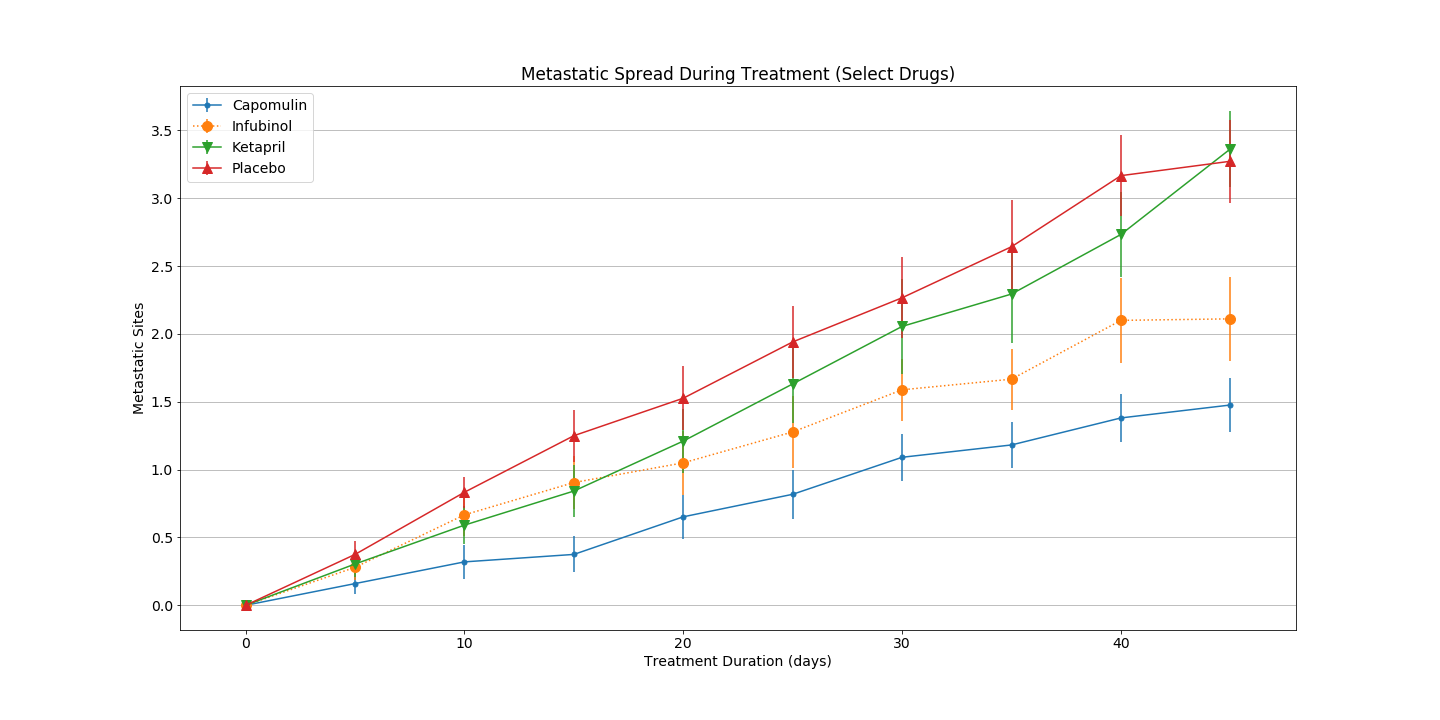 Metastatic Spread During Treatment (Select Drugs)
Capomulin
Infubinol
Ketapril
Placebo
3.5
3.0
2.5
2.0
1.5
1.0
0.5
0.0
Metastatic Sites
0 10 20 30 40
Treatment Duration (days)